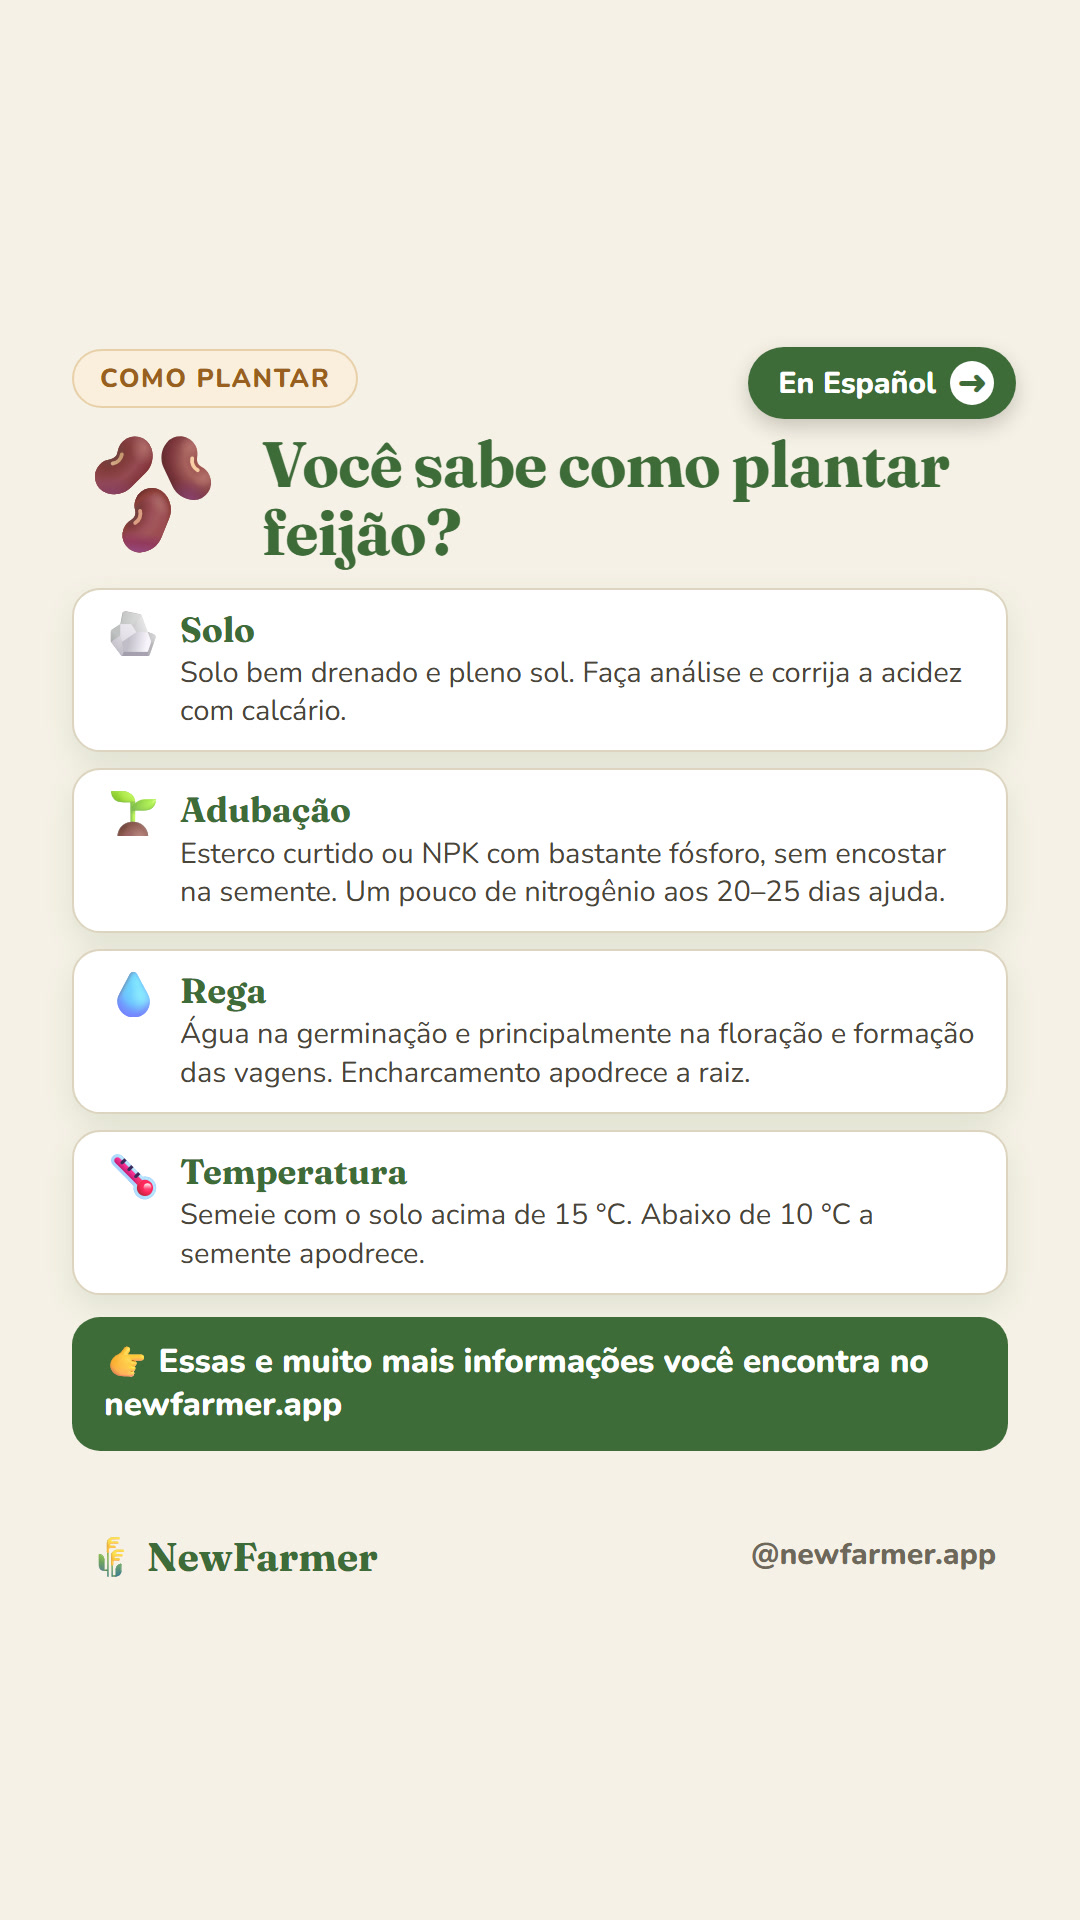 COMO PLANTAR
En Español
Você sabe como plantar
feijão?
Solo
Solo bem drenado e pleno sol. Faça análise e corrija a acidez
com calcário.
Adubação
Esterco curtido ou NPK com bastante fósforo, sem encostar
na semente. Um pouco de nitrogênio aos 20–25 dias ajuda.
Rega
Água na germinação e principalmente na floração e formação
das vagens. Encharcamento apodrece a raiz.
Temperatura
Semeie com o solo acima de 15 °C. Abaixo de 10 °C a
semente apodrece.
👉 Essas e muito mais informações você encontra no
newfarmer.app
NewFarmer
@newfarmer.app